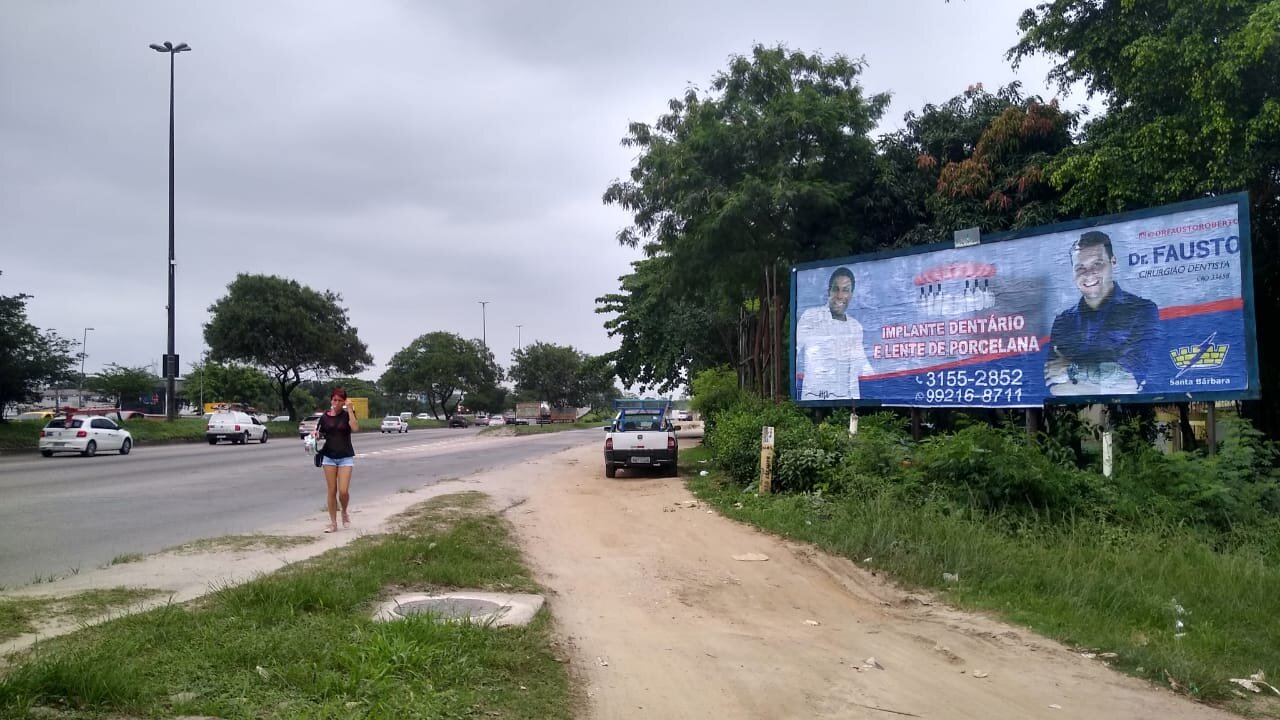 @DRFAUSTOROBERTO
DR. FAUSTO
CIRURGIÃO DENTISTA
IMPLANTE DENTÁRIO
E LENTE DE PORCELANA
3155-2852
99216-8711
Santa Bárbara